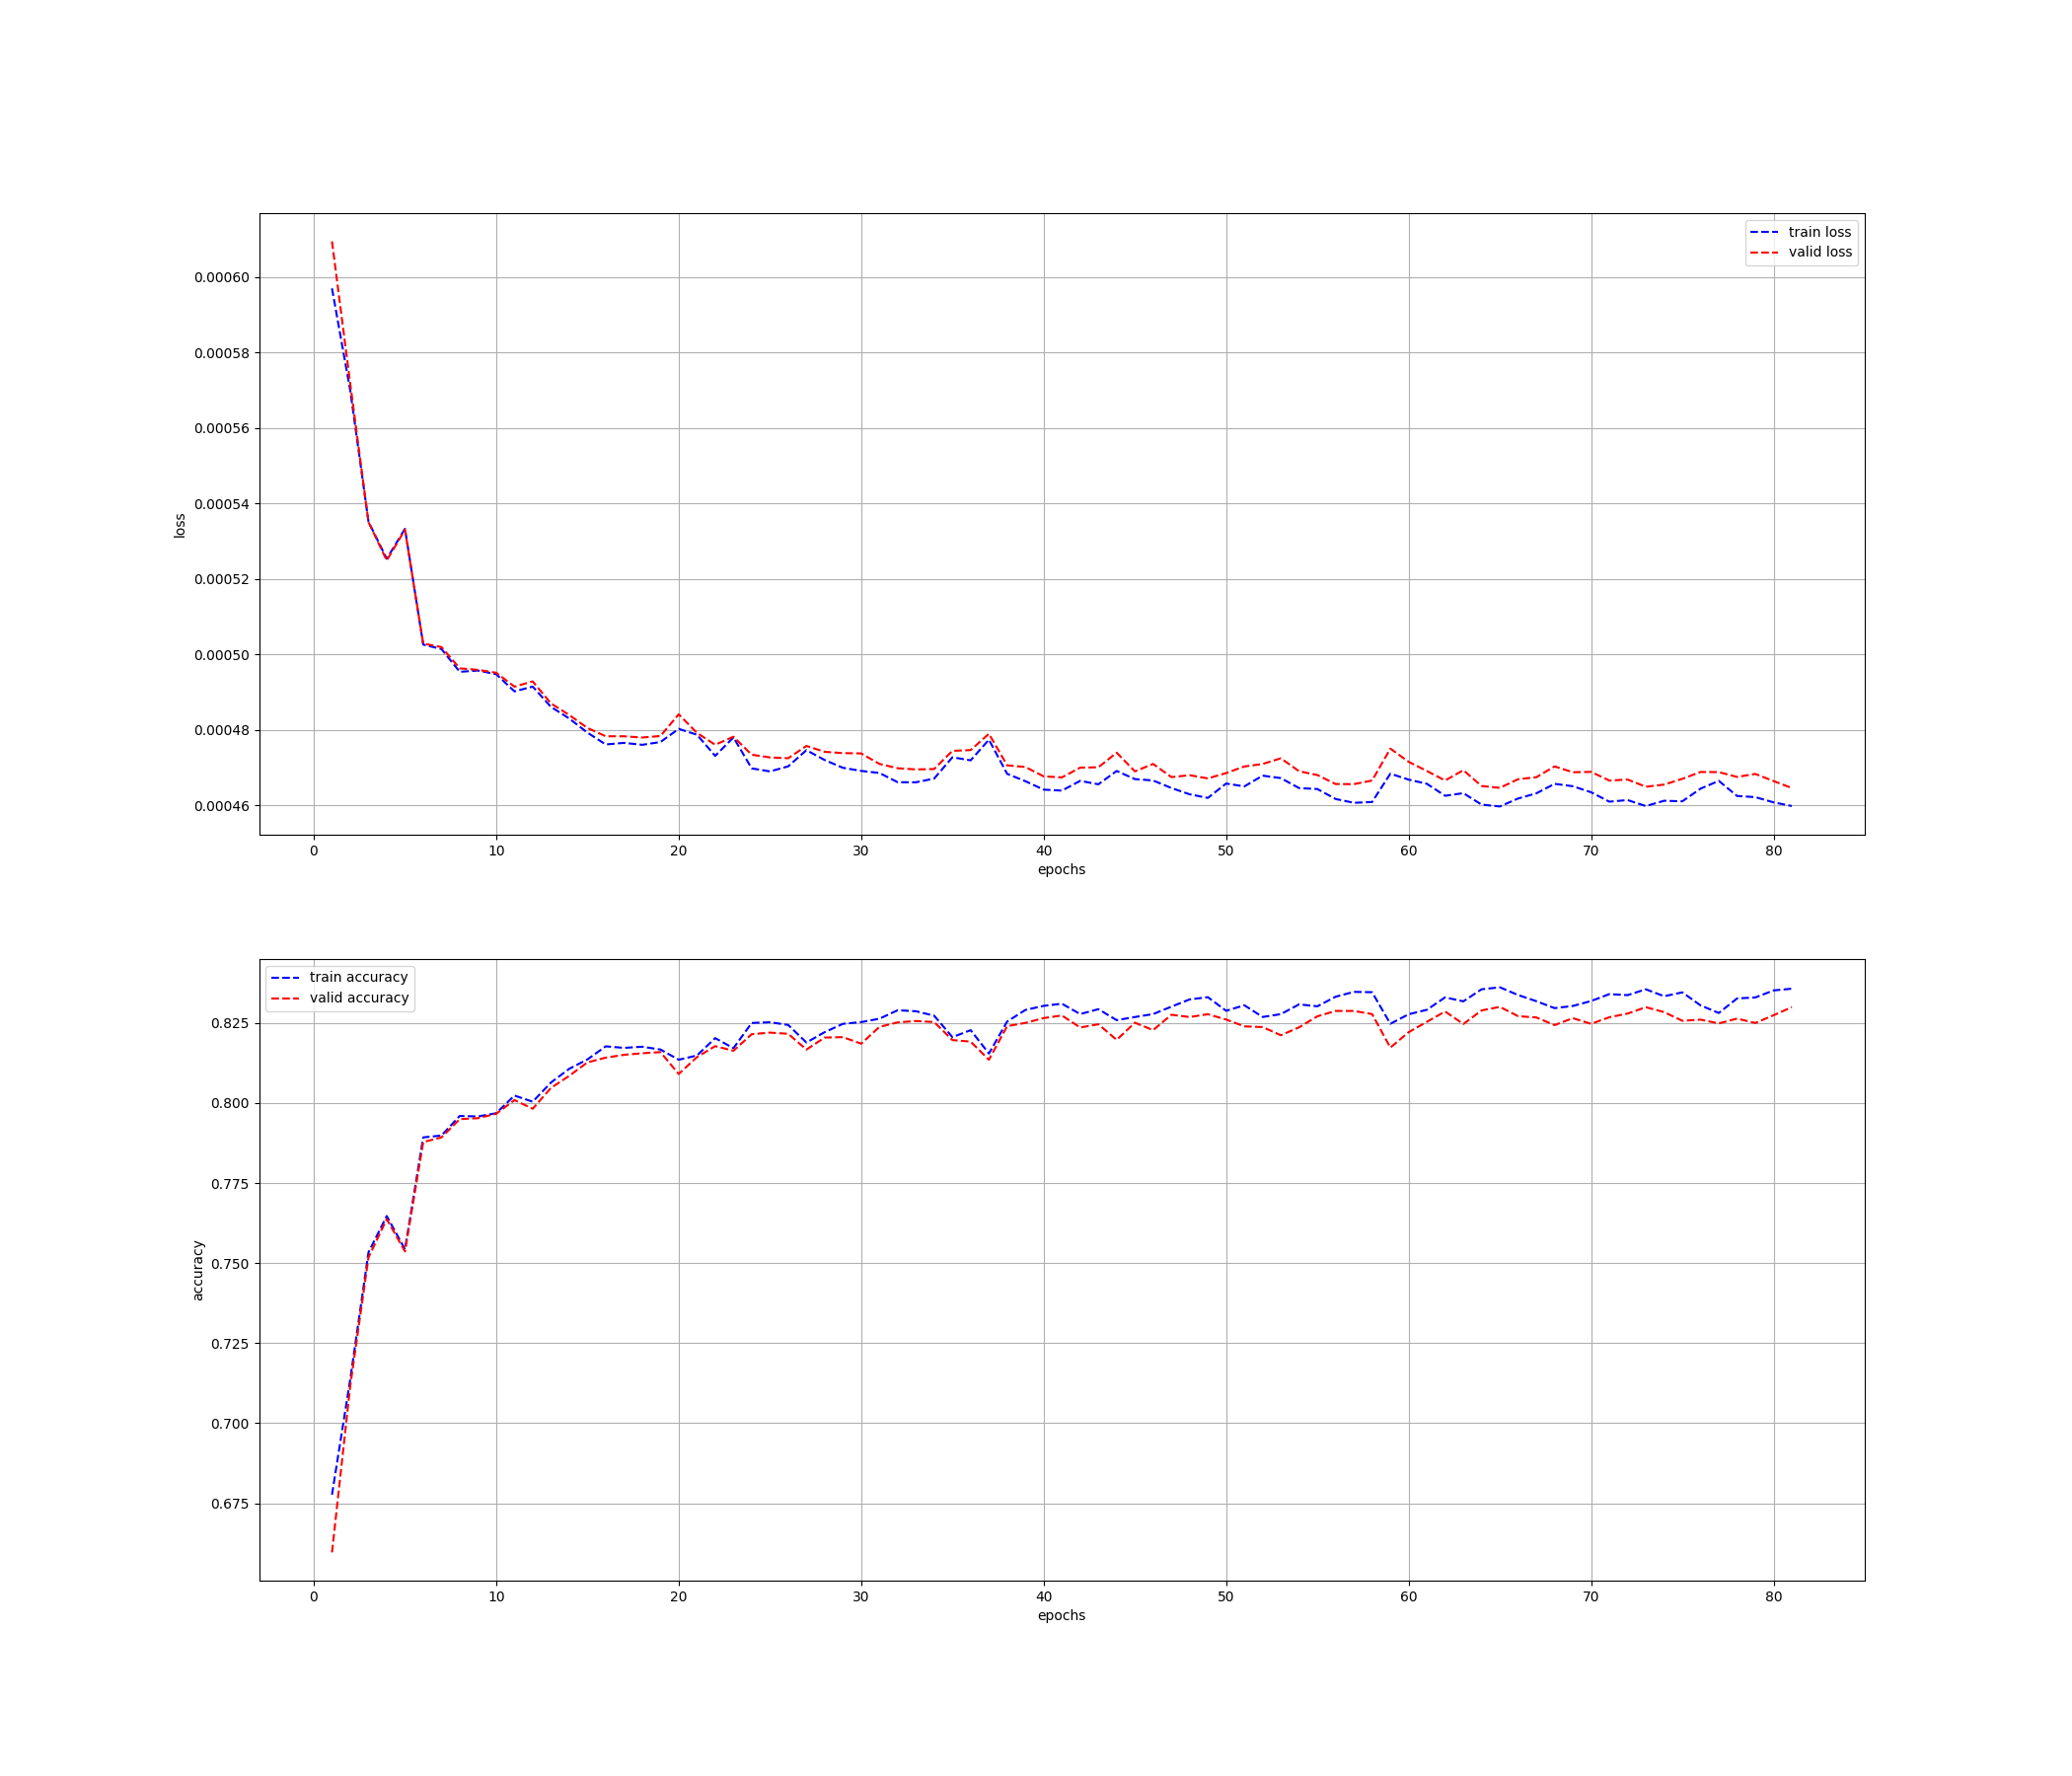 train loss
valid loss
0.00060
0.00058
0.00056
0.00054
0.00052
0.00050
0.00048
0.00046
loss
0 10 20 30 40 50 60 70 80
epochs
train accuracy
valid accuracy
0.825
0.800
0.775
0.750
0.725
0.700
0.675
accuracy
0 10 20 30 40 50 60 70 80
epochs